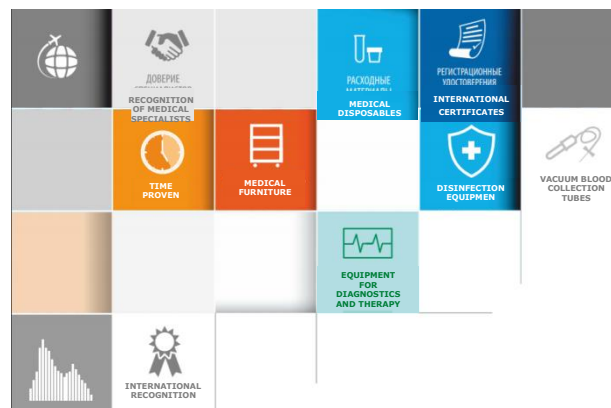 ДОВЕРИЕ
RECOGNITION
OF MEDICAL
SPECIALISTS
РАСХОДНЫЕ
МАТЕРИАЛЫ
MEDICAL
DISPOSABLES
РЕГИСТРАЦИОННЫЕ
УДОСТОВЕРЕНИЯ
INTERNATIONAL
CERTIFICATES
TIME
PROVEN
MEDICAL
FURNITURE
DISINFECTION
EQUIPMEN
VACUUM BLOOD
COLLECTION
TUBES
EQUIPMENT
FOR
DIAGNOSTICS
AND THERAPY
INTERNATIONAL
RECOGNITION